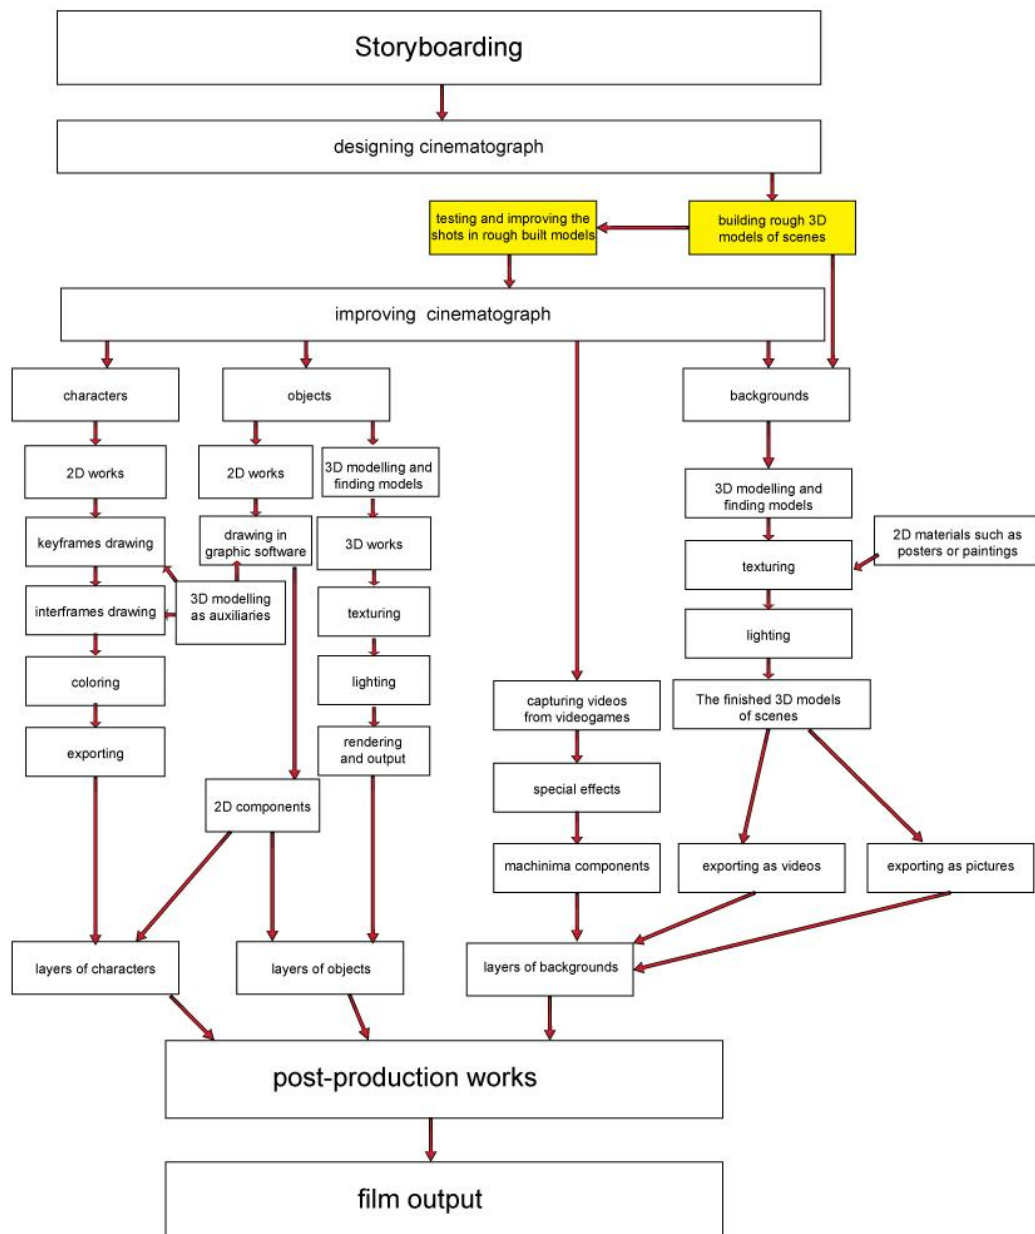 Storyboarding
designing cinematograph
testing and improving the
shots in rough built models
building rough 3D
models of scenes
improving cinematograph
characters
objects
backgrounds
2D works
2D works
3D modelling and
finding models
3D modelling and
finding models
keyframes drawing
drawing in
graphic software
3D works
2D materials such as
posters or paintings
texturing
interframes drawing
3D modelling
as auxiliaries
texturing
lighting
coloring
lighting
capturing videos
from videogames
The finished 3D models
of scenes
exporting
rendering
and output
special effects
2D components
machinima components
exporting as videos
exporting as pictures
layers of characters
layers of objects
layers of backgrounds
post-production works
film output